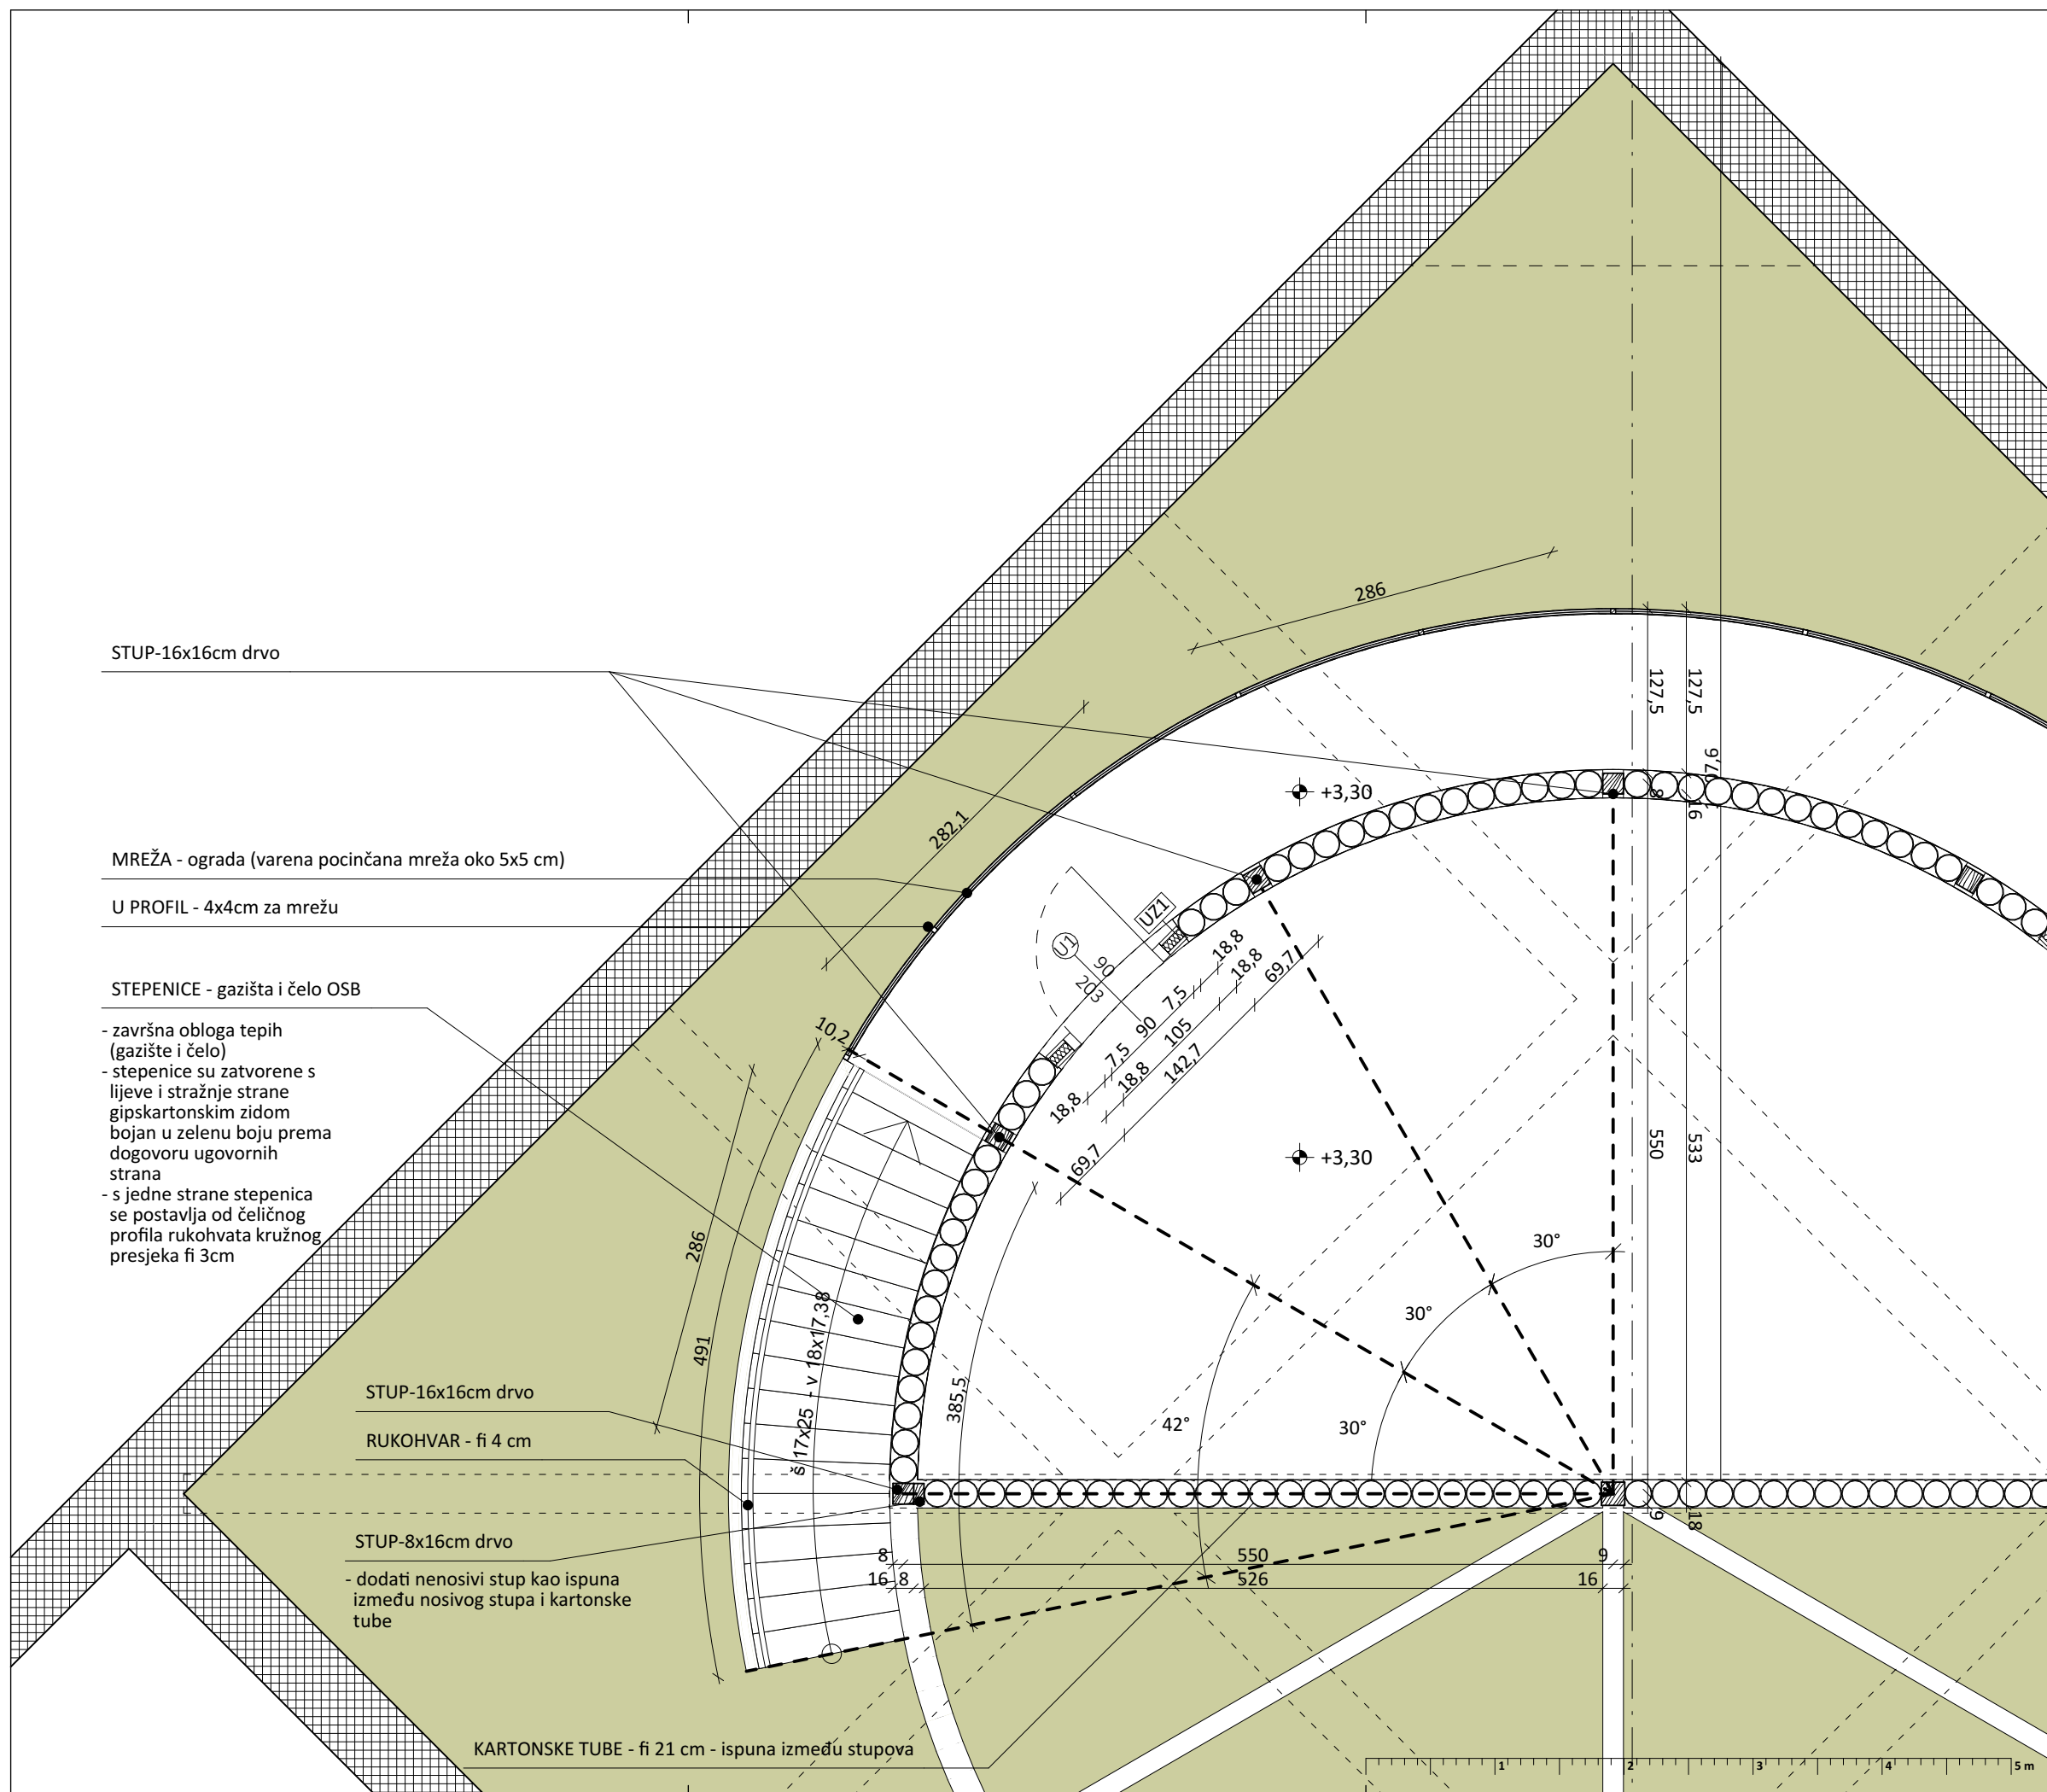 286
STUP-16x16cm drvo
127,5
127,5
97,6
8
16
+3,30
282,1
MREŽA - ograda (varena pocinčana mreža oko 5x5 cm)
U PROFIL - 4x4cm za mrežu
UZ1
U1
90
203
18,8
18,8
69,7
7,5
90
105
142,7
7,5
18,8
18,8
69,7
STEPENICE - gazišta i čelo OSB
- završna obloga tepih
(gazište i čelo)
- stepenice su zatvorene s
lijeve i stražnje strane
gipskartonskim zidom
bojan u zelenu boju prema
dogovoru ugovornih
strana
- s jedne strane stepenica
se postavlja od čeličnog
profila rukohvata kružnog
presjeka fi 3cm
10,2
+3,30
550
533
30°
30°
30°
42°
286
491
š 17x25 - v 18x17,38
385,5
STUP-16x16cm drvo
RUKOHVAR - fi 4 cm
STUP-8x16cm drvo
- dodati nenosivi stup kao ispuna
između nosivog stupa i kartonske
tube
9
18
8
550
9
16
8
526
16
KARTONSKE TUBE - fi 21 cm - ispuna između stupova
1
2
3
4
5 m